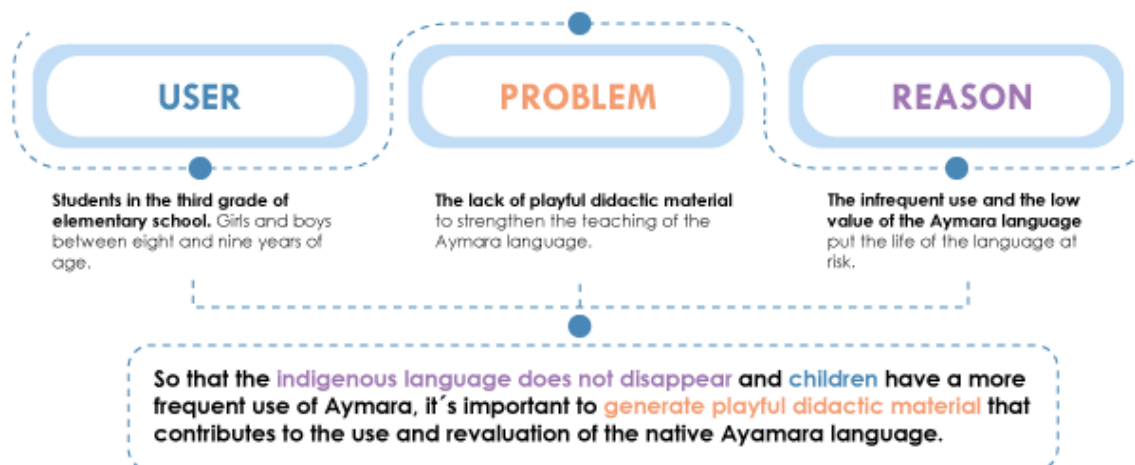 USER
PROBLEM
REASON
Students in the third grade of
elementary school. Girls and boys
between eight and nine years of
age.
The lack of playful didactic material
to strengthen the teaching of the
Aymara language.
The infrequent use and the low
value of the Aymara language
put the life of the language at
risk.
So that the indigenous language does not disappear and children have a more
frequent use of Aymara, it´s important to generate playful didactic material that
contributes to the use and revaluation of the native Ayamara language.